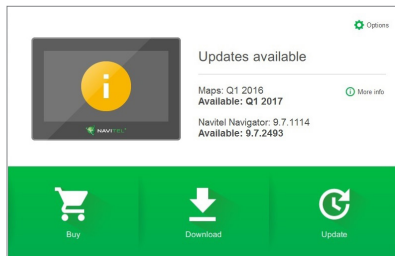 Options
Updates available
Maps: Q1 2016
Available: Q1 2017
More info
Navitel Navigator: 9.7.1114
Available: 9.7.2493
NAVITEL
Buy
Download
Update